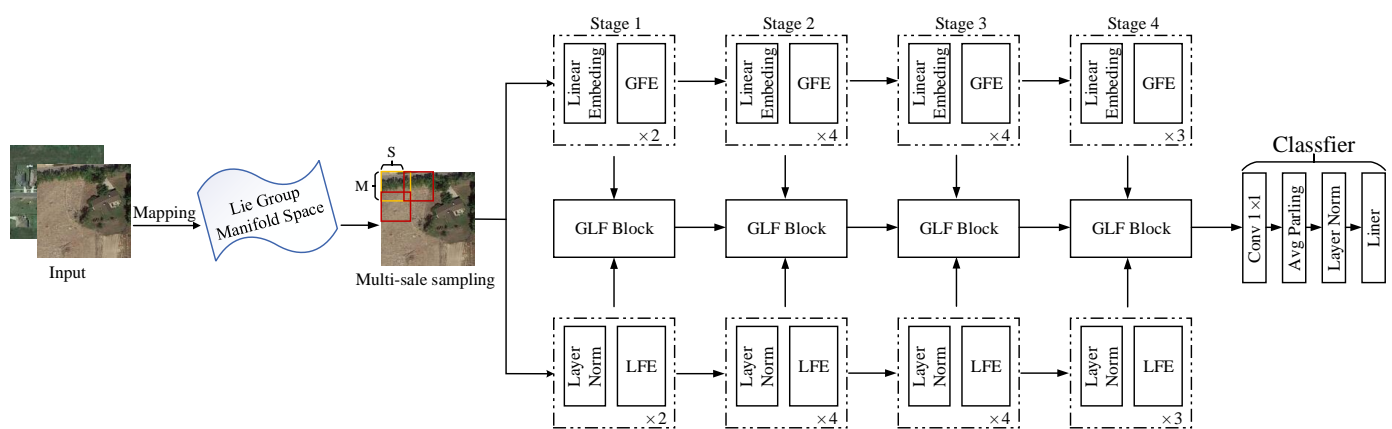 Stage 1
Stage 2
Stage 3
Stage 4
Linear
Embeding
GFE
×2
Linear
Embeding
GFE
×4
Linear
Embeding
GFE
×4
Linear
Embeding
GFE
×3
Input
Mapping
Lie Group
Manifold Space
S
M
Multi-sale sampling
GLF Block
GLF Block
GLF Block
GLF Block
Classfier
Conv 1×1
Avg Parling
Layer Norm
Liner
Layer
Norm
LFE
×2
Layer
Norm
LFE
×4
Layer
Norm
LFE
×4
Layer
Norm
LFE
×3